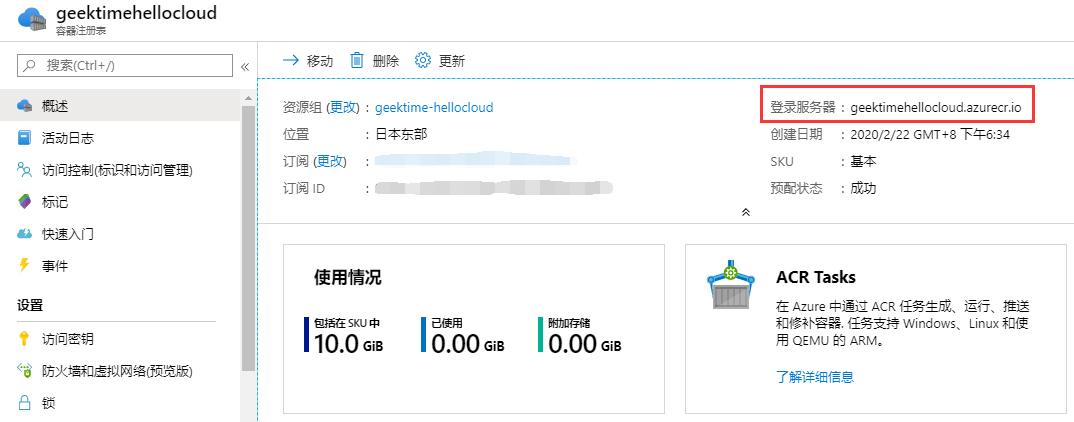 geektimehellocloud
容器注册表
搜索(Ctrl+/)
«
概述
活动日志
访问控制(标识和访问管理)
标记
快速入门
事件
设置
访问密钥
防火墙和虚拟网络(预览版)
锁
移动 删除 更新
资源组 (更改) : geektime-hellocloud
位置 : 日本东部
订阅 (更改) :
订阅 ID :
登录服务器 : geektimehellocloud.azurecr.io
创建日期 : 2020/2/22 GMT+8 下午6:34
SKU : 基本
预配状态 : 成功
使用情况
包括在 SKU 中
10.0 GiB
已使用
0.00 GiB
附加存储
0.00 GiB
ACR Tasks
在 Azure 中通过 ACR 任务生成、运行、推送
和修补容器. 任务支持 Windows、Linux 和使
用 QEMU 的 ARM。
了解详细信息